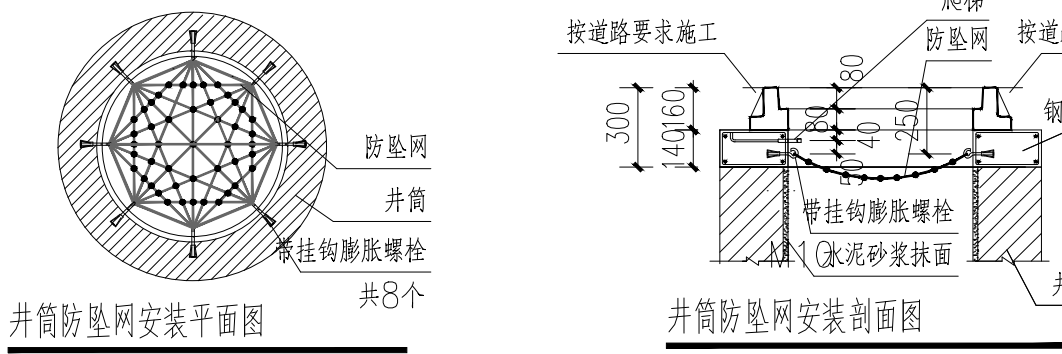 防坠网
井筒
带挂钩膨胀螺栓
共8个
井筒防坠网安装平面图
爬梯
按道路要求施工
防坠网
按道
80
300
160
140
80
40
250
50
钢
带挂钩膨胀螺栓
M10水泥砂浆抹面
井筒防坠网安装剖面图